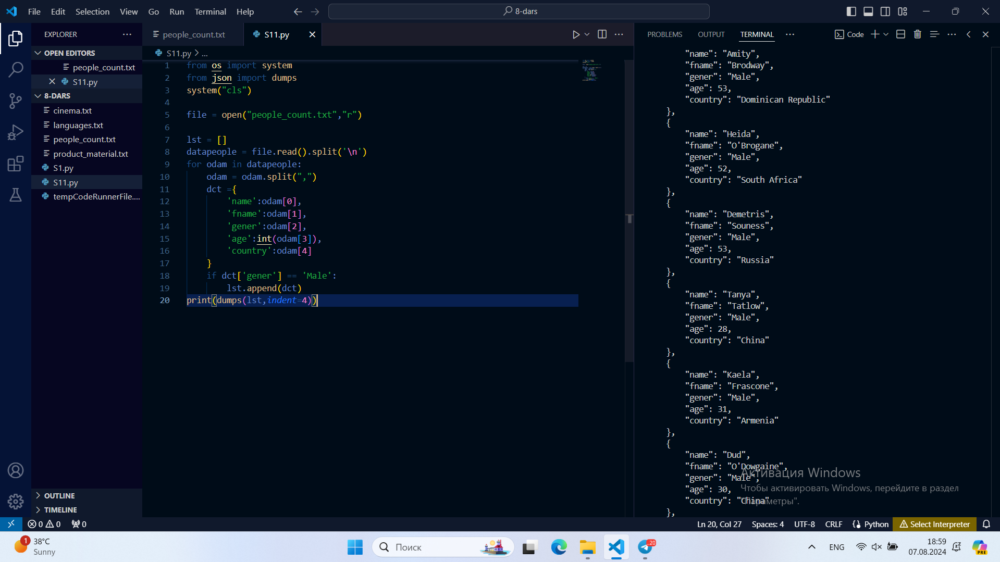 File Edit Selection View Go Run Terminal Help
8-dars
EXPLORER
OPEN EDITORS
people_count.txt
S11.py
8-DARS
cinema.txt
languages.txt
people_count.txt
product_material.txt
S1.py
S11.py
tempCodeRunnerFile....
OUTLINE
TIMELINE
people_count.txt
S11.py
S11.py > ...
1 from os import system
2 from json import dumps
3 system("cls")
4
5 file = open("people_count.txt","r")
6
7 lst = []
8 datapeople = file.read().split('\n')
9 for odam in datapeople:
10 odam = odam.split(",")
11 dct ={
12 'name':odam[0],
13 'fname':odam[1],
14 'gener':odam[2],
15 'age':int(odam[3]),
16 'country':odam[4]
17 }
18 if dct['gener'] == 'Male':
19 lst.append(dct)
20 print(dumps(lst,indent=4))
PROBLEMS OUTPUT TERMINAL
Code
"name": "Amity",
"fname": "Brodway",
"gener": "Male",
"age": 53,
"country": "Dominican Republic"
},
{
"name": "Heida",
"fname": "O'Brogane",
"gener": "Male",
"age": 52,
"country": "South Africa"
},
{
"name": "Demetris",
"fname": "Souness",
"gener": "Male",
"age": 53,
"country": "Russia"
},
{
"name": "Tanya",
"fname": "Tatlow",
"gener": "Male",
"age": 28,
"country": "China"
},
{
"name": "Kaela",
"fname": "Frascone",
"gener": "Male",
"age": 31,
"country": "Armenia"
},
{
"name": "Dud",
"fname": "O'Dowgaine",
"gener": "Male",
"age": 30,
"country": "China"
},
Активация Windows
Чтобы активировать Windows, перейдите в раздел
"Параметры".
0 0 0
Ln 20, Col 27 Spaces: 4 UTF-8 CRLF Python Select Interpreter
1
38°C
Sunny
Поиск
..20
ENG
18:59
07.08.2024
PRE